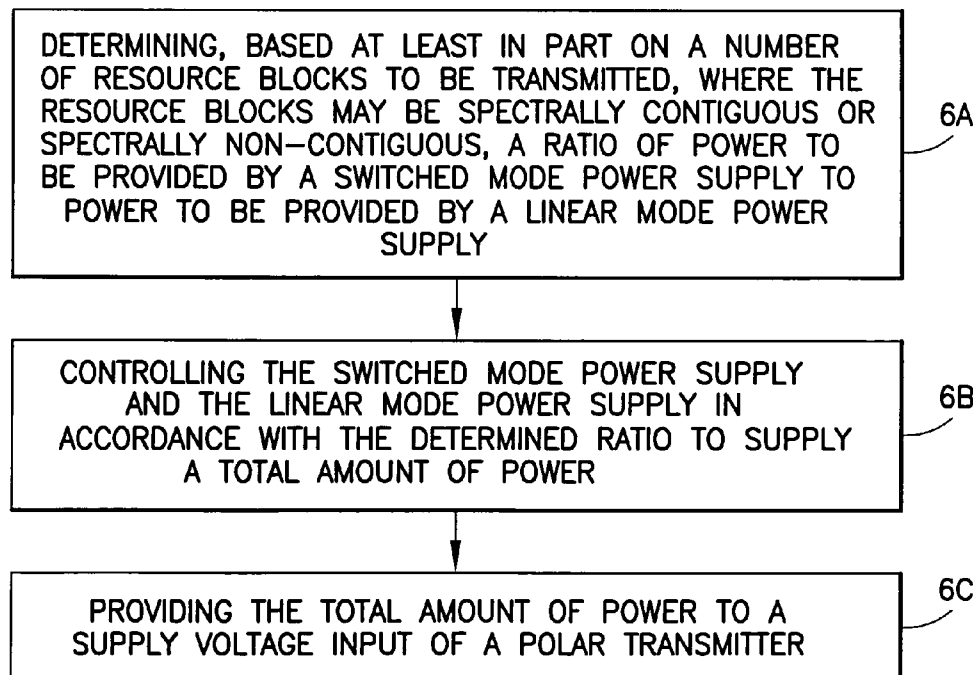 DETERMINING, BASED AT LEAST IN PART ON A NUMBER
OF RESOURCE BLOCKS TO BE TRANSMITTED, WHERE THE
RESOURCE BLOCKS MAY BE SPECTRALLY CONTIGUOUS OR
SPECTRALLY NON-CONTIGUOUS, A RATIO OF POWER TO
BE PROVIDED BY A SWITCHED MODE POWER SUPPLY TO
POWER TO BE PROVIDED BY A LINEAR MODE POWER
SUPPLY
6A
CONTROLLING THE SWITCHED MODE POWER SUPPLY
AND THE LINEAR MODE POWER SUPPLY IN
ACCORDANCE WITH THE DETERMINED RATIO TO SUPPLY
A TOTAL AMOUNT OF POWER
6B
PROVIDING THE TOTAL AMOUNT OF POWER TO A
SUPPLY VOLTAGE INPUT OF A POLAR TRANSMITTER
6C